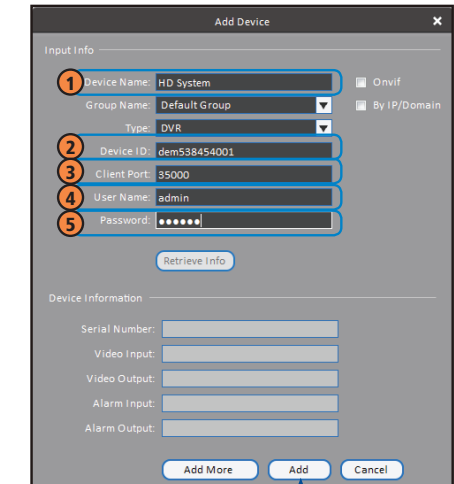 Add Device ×
Input Info
1 Device Name: HD System Onvif
Group Name: Default Group By IP/Domain
Type: DVR
2 Device ID: dem538454001
3 Client Port: 35000
4 User Name: admin
5 Password: ●●●●●●
Retrieve Info
Device Information
Serial Number:
Video Input:
Video Output:
Alarm Input:
Alarm Output:
Add More Add Cancel